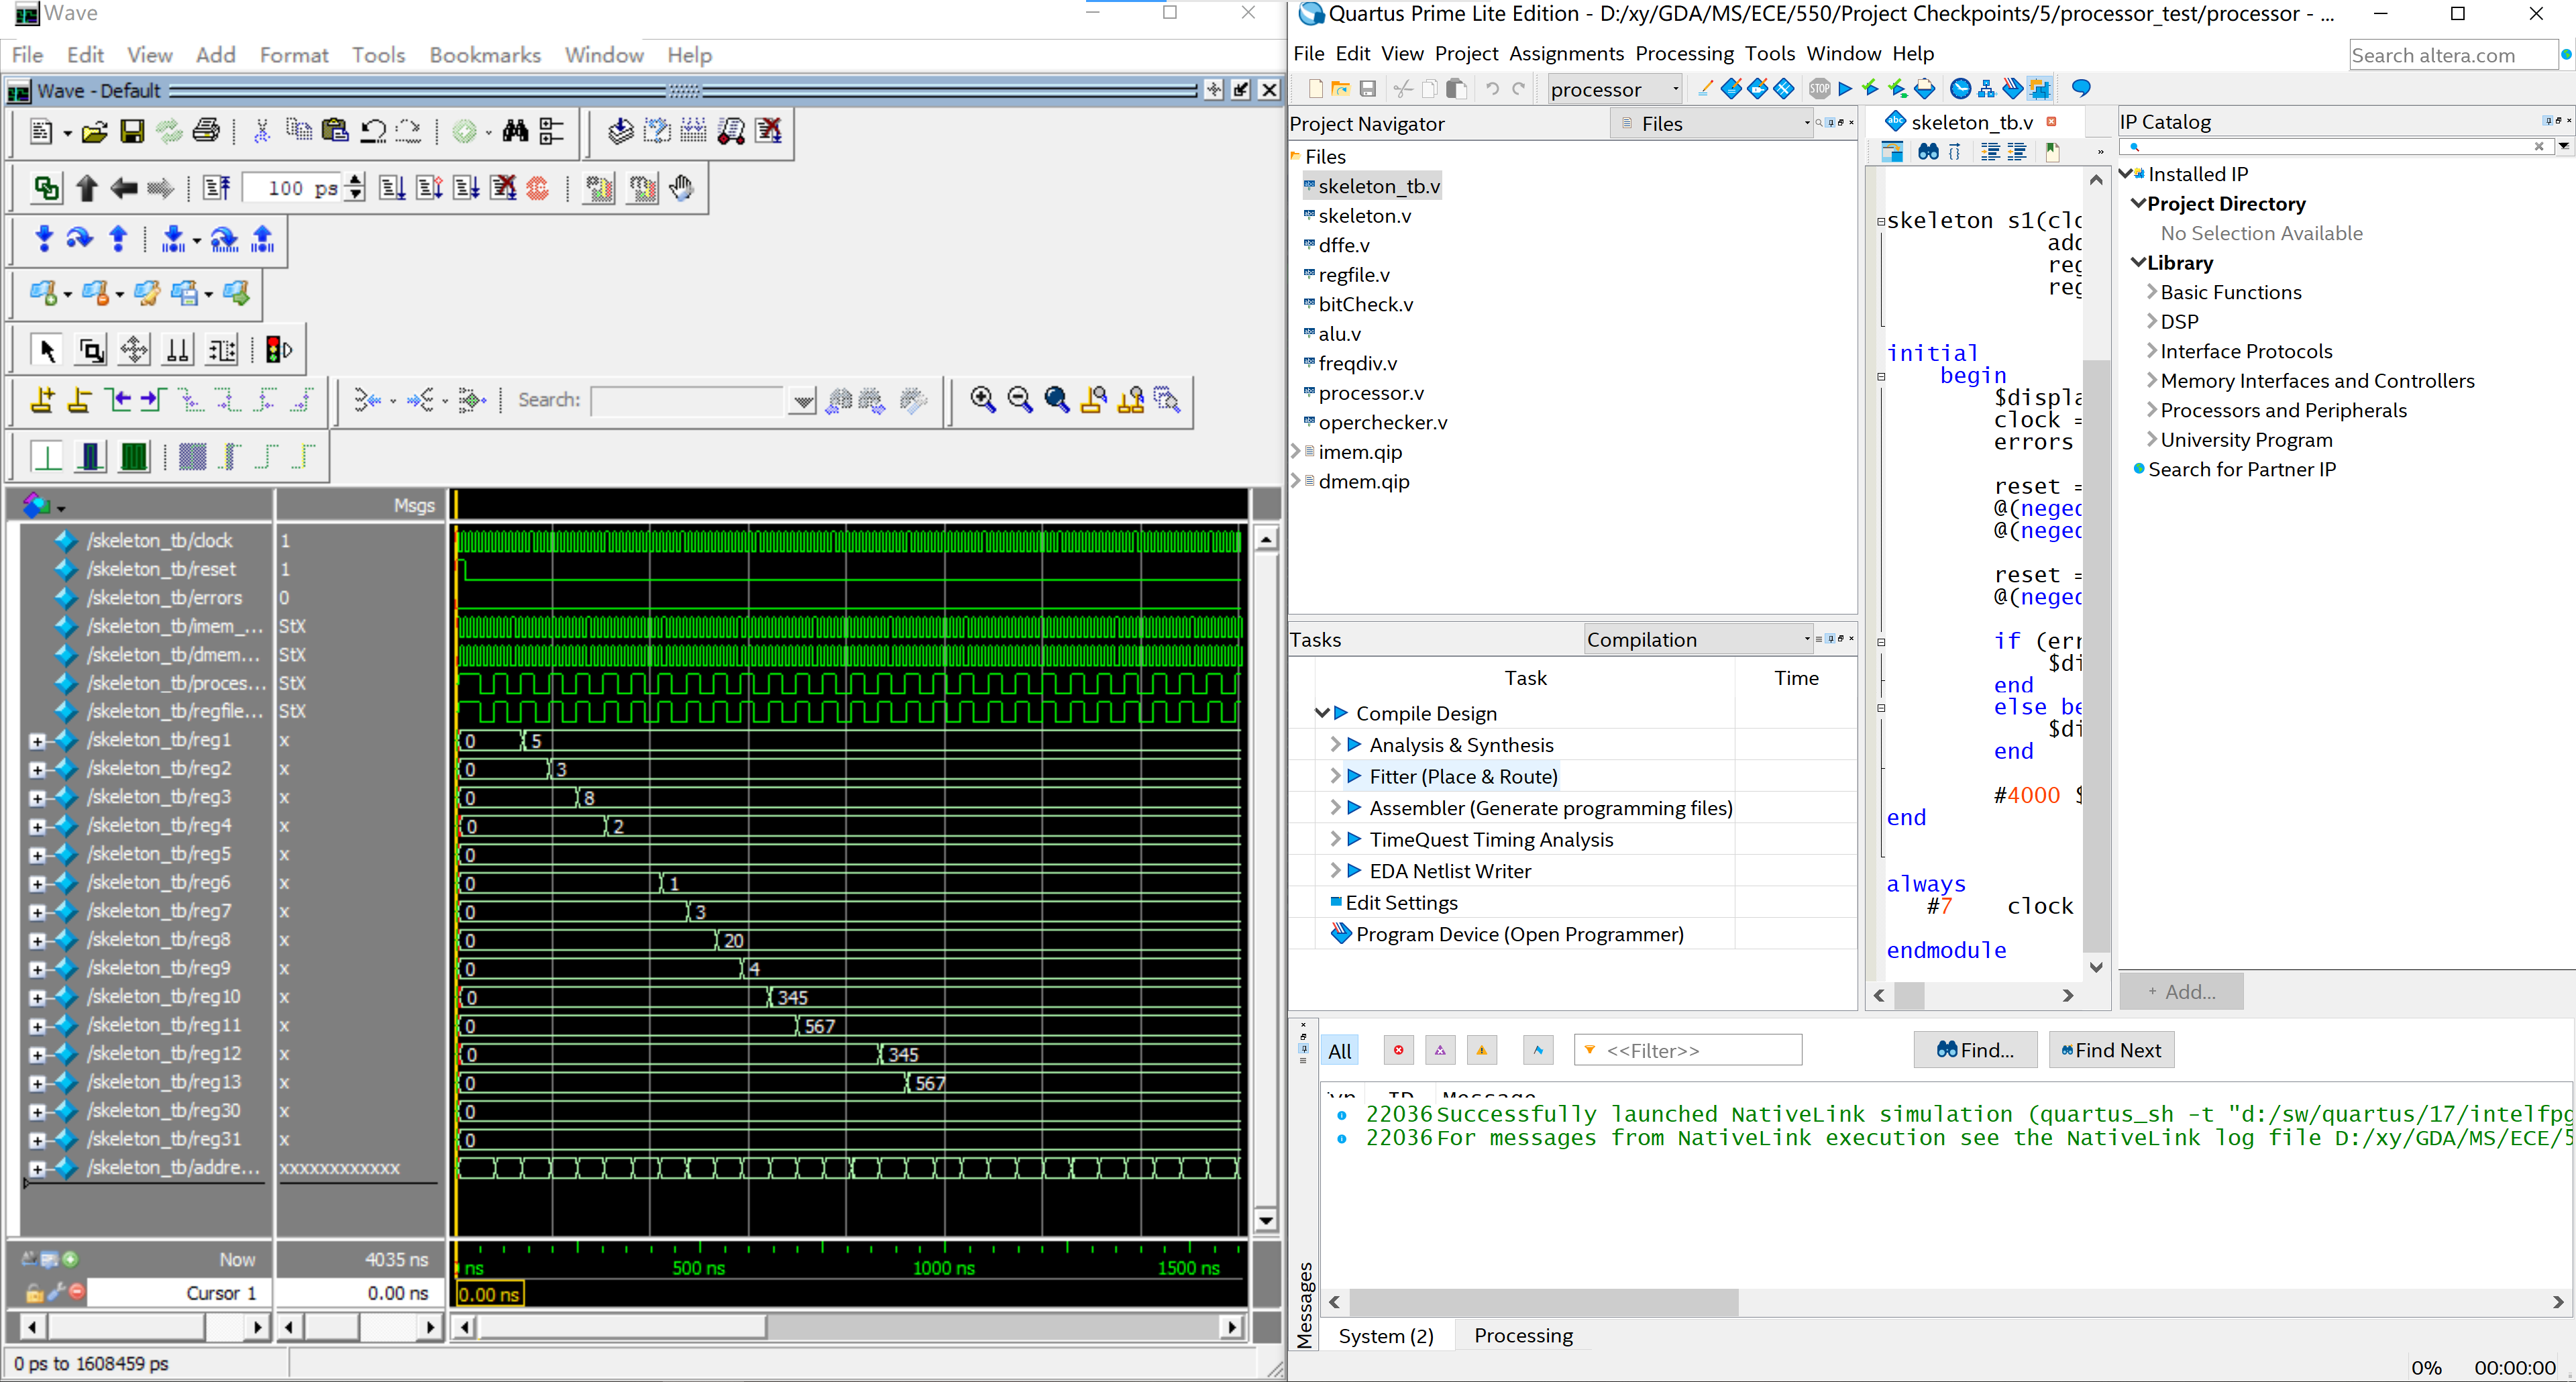 Wave
File Edit View Add Format Tools Bookmarks Window Help
Wave - Default
100 ps
Search:
Msgs
/skeleton_tb/clock 1
/skeleton_tb/reset 1
/skeleton_tb/errors 0
/skeleton_tb/imem_... StX
/skeleton_tb/dmem... StX
/skeleton_tb/proces... StX
/skeleton_tb/regfile... StX
/skeleton_tb/reg1 x 0 5
/skeleton_tb/reg2 x 0 3
/skeleton_tb/reg3 x 0 8
/skeleton_tb/reg4 x 0 2
/skeleton_tb/reg5 x 0
/skeleton_tb/reg6 x 0 1
/skeleton_tb/reg7 x 0 3
/skeleton_tb/reg8 x 0 20
/skeleton_tb/reg9 x 0 4
/skeleton_tb/reg10 x 0 345
/skeleton_tb/reg11 x 0 567
/skeleton_tb/reg12 x 0 345
/skeleton_tb/reg13 x 0 567
/skeleton_tb/reg30 x 0
/skeleton_tb/reg31 x 0
/skeleton_tb/addre... xxxxxxxxxxxx
Now 4035 ns ns 500 ns 1000 ns 1500 ns
Cursor 1 0.00 ns 0.00 ns
0 ps to 1608459 ps
Quartus Prime Lite Edition - D:/xy/GDA/MS/ECE/550/Project Checkpoints/5/processor_test/processor - ...
File Edit View Project Assignments Processing Tools Window Help
Search altera.com
processor
STOP
Project Navigator Files
Files
skeleton_tb.v
skeleton.v
dffe.v
regfile.v
bitCheck.v
alu.v
freqdiv.v
processor.v
operchecker.v
imem.qip
dmem.qip
Tasks Compilation
Task Time
Compile Design
Analysis & Synthesis
Fitter (Place & Route)
Assembler (Generate programming files)
TimeQuest Timing Analysis
EDA Netlist Writer
Edit Settings
Program Device (Open Programmer)
abc skeleton_tb.v
»
skeleton s1(clo
add
reg
reg
initial
begin
$displa
clock =
errors
reset =
@(neged
@(neged
reset =
@(neged
if (err
$di
end
else be
$di
end
#4000 $
end
always
#7 clock
endmodule
IP Catalog
Installed IP
Project Directory
No Selection Available
Library
Basic Functions
DSP
Interface Protocols
Memory Interfaces and Controllers
Processors and Peripherals
University Program
Search for Partner IP
+ Add...
All <<Filter>> Find... Find Next
ID Message
22036 Successfully launched NativeLink simulation (quartus_sh -t "d:/sw/quartus/17/intelfpg
22036 For messages from NativeLink execution see the NativeLink log file D:/xy/GDA/MS/ECE/5
Messages
System (2) Processing
0% 00:00:00